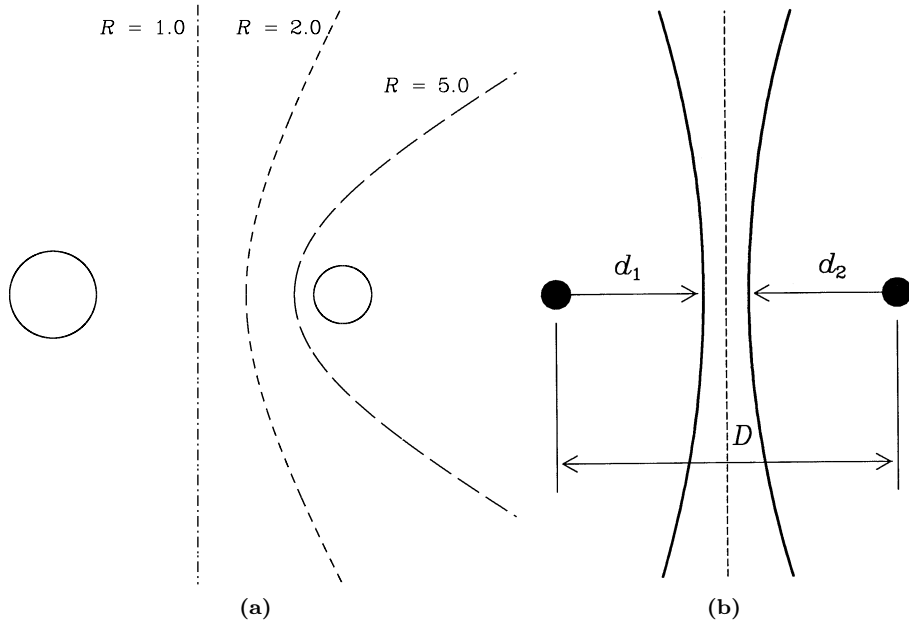 R = 1.0
R = 2.0
R = 5.0
d₁
d₂
D
(a)
(b)